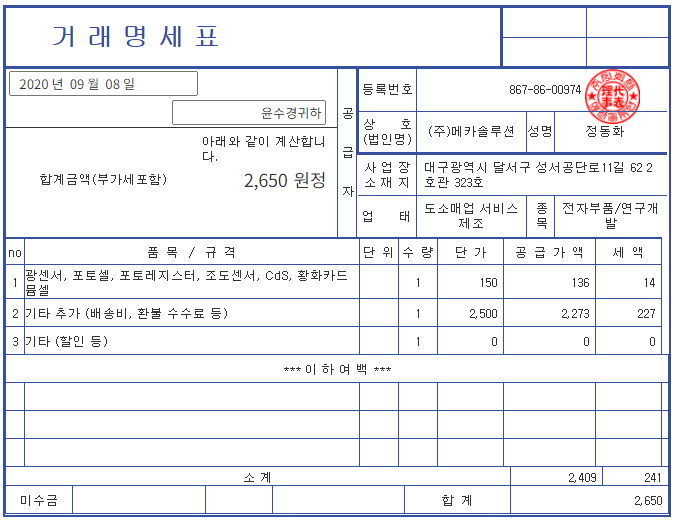 거 래 명 세 표
2020 년 09 월 08 일
윤수경귀하
아래와 같이 계산합니
다.
합계금액(부가세포함)
2,650 원정
공
급
자
등록번호
867-86-00974
상 호
(법인명)
(주)메카솔루션
성명
정동화
사 업 장
소 재 지
대구광역시 달서구 성서공단로11길 62 2
호관 323호
업 태
도소매업 서비스
제조
종
목
전자부품/연구개
발
no 품 목 / 규 격 단 위 수 량 단 가 공 급 가 액 세 액
1 광센서, 포토셀, 포토레지스터, 조도센서, CdS, 황화카드
뮴셀 1 150 136 14
2 기타 추가 (배송비, 환불 수수료 등) 1 2,500 2,273 227
3 기타 (할인 등) 1 0 0 0
*** 이 하 여 백 ***
소 계 2,409 241
미수금 합 계 2,650